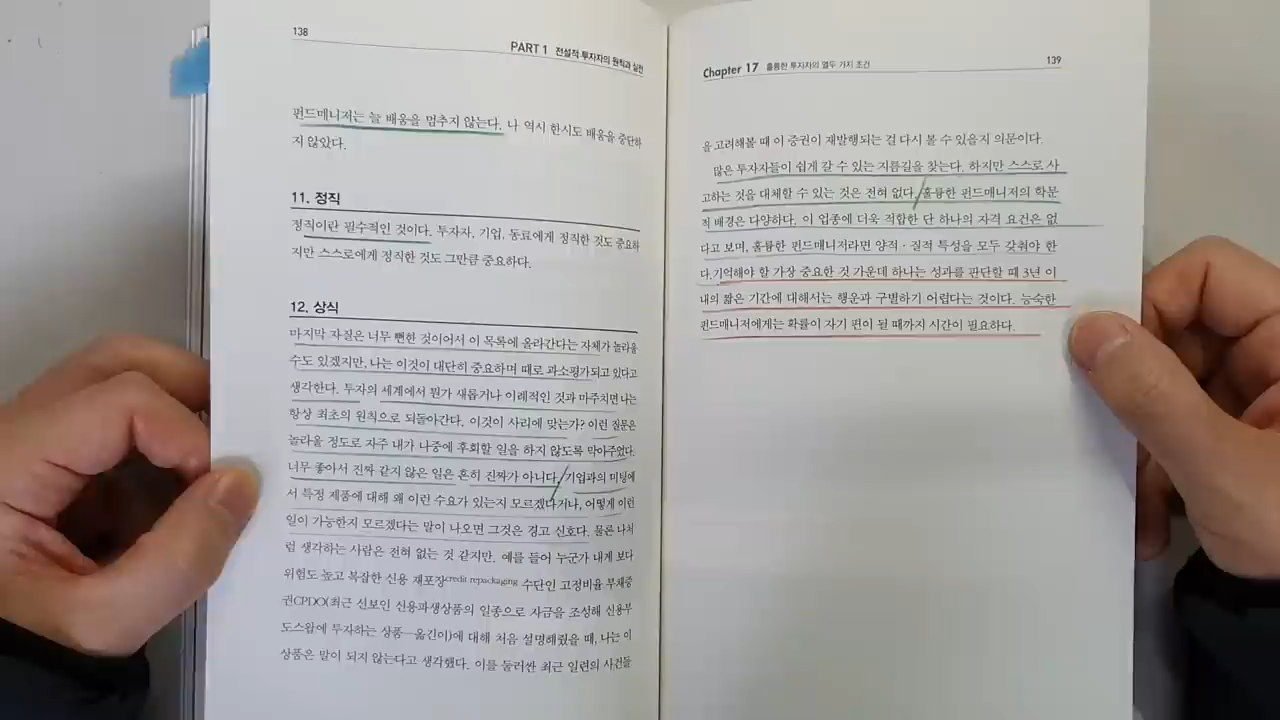 138
PART 1 전설적 투자자의 원칙과 실전
펀드매니저는 늘 배움을 멈추지 않는다. 나 역시 한시도 배움을 중단하
지 않았다.
11. 정직
정직이란 필수적인 것이다. 투자자, 기업, 동료에게 정직한 것도 중요하
지만 스스로에게 정직한 것도 그만큼 중요하다.
12. 상식
마지막 자질은 너무 뻔한 것이어서 이 목록에 올라간다는 자체가 놀라울
수도 있겠지만, 나는 이것이 대단히 중요하며 때로 과소평가되고 있다고
생각한다. 투자의 세계에서 뭔가 새롭거나 이례적인 것과 마주치면 나는
항상 최초의 원칙으로 되돌아간다. 이것이 사리에 맞는가? 이런 질문은
놀라울 정도로 자주 내가 나중에 후회할 일을 하지 않도록 막아주었다.
너무 좋아서 진짜 같지 않은 일은 흔히 진짜가 아니다. 기업과의 미팅에
서 특정 제품에 대해 왜 이런 수요가 있는지 모르겠다거나, 어떻게 이런
일이 가능한지 모르겠다는 말이 나오면 그것은 경고 신호다. 물론 나처
럼 생각하는 사람은 전혀 없는 것 같지만. 예를 들어 누군가 내게 보다
위험도 높고 복잡한 신용 재포장credit repackaging 수단인 고정비율 부채증
권CPDO(최근 선보인 신용파생상품의 일종으로 자금을 조성해 신용부
도스왑에 투자하는 상품—옮긴이)에 대해 처음 설명해줬을 때, 나는 이
상품은 말이 되지 않는다고 생각했다. 이를 둘러싼 최근 일련의 사건들
Chapter 17 훌륭한 투자자의 열두 가지 조건
139
을 고려해볼 때 이 증권이 재발행되는 걸 다시 볼 수 있을지 의문이다.
많은 투자자들이 쉽게 갈 수 있는 지름길을 찾는다. 하지만 스스로 사
고하는 것을 대체할 수 있는 것은 전혀 없다. 훌륭한 펀드매니저의 학문
적 배경은 다양하다. 이 업종에 더욱 적합한 단 하나의 자격 요건은 없
다고 보며, 훌륭한 펀드매니저라면 양적·질적 특성을 모두 갖춰야 한
다. 기억해야 할 가장 중요한 것 가운데 하나는 성과를 판단할 때 3년 이
내의 짧은 기간에 대해서는 행운과 구별하기 어렵다는 것이다. 능숙한
펀드매니저에게는 확률이 자기 편이 될 때까지 시간이 필요하다.